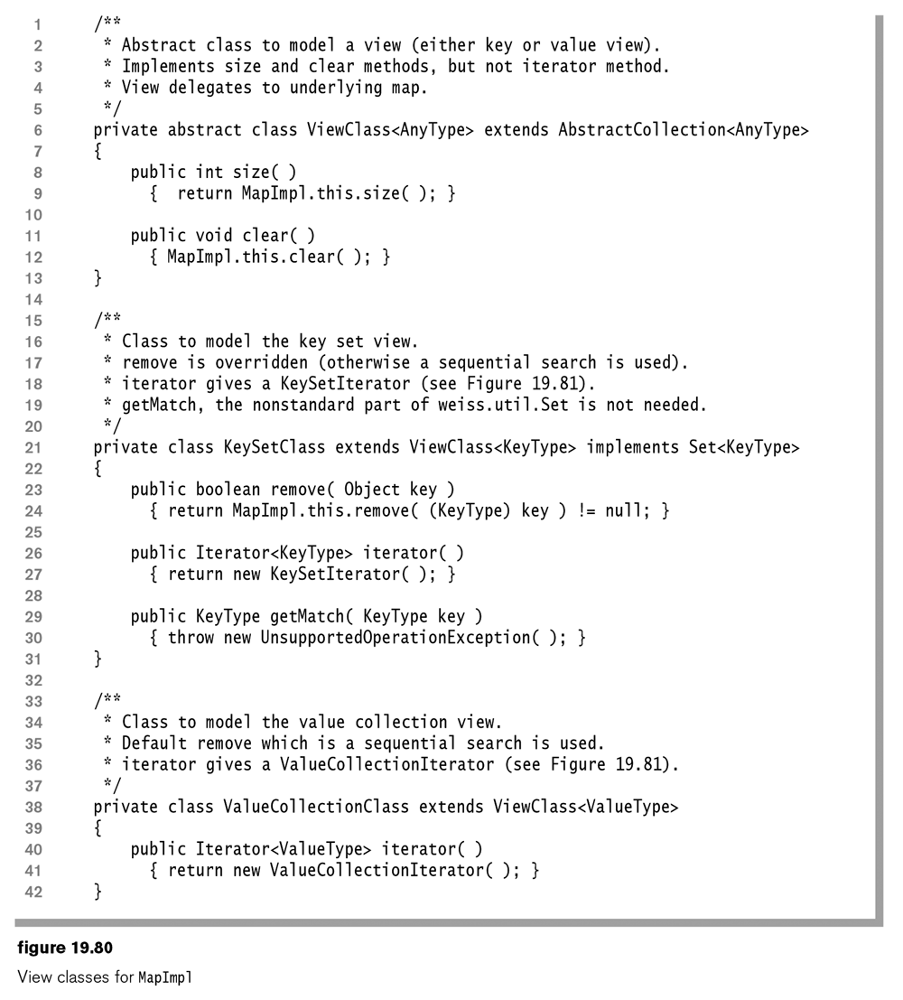 1 /**
2  * Abstract class to model a view (either key or value view).
3  * Implements size and clear methods, but not iterator method.
4  * View delegates to underlying map.
5  */
6 private abstract class ViewClass<AnyType> extends AbstractCollection<AnyType>
7 {
8     public int size( )
9       {  return MapImpl.this.size( ); }
10
11     public void clear( )
12       { MapImpl.this.clear( ); }
13 }
14
15 /**
16  * Class to model the key set view.
17  * remove is overridden (otherwise a sequential search is used).
18  * iterator gives a KeySetIterator (see Figure 19.81).
19  * getMatch, the nonstandard part of weiss.util.Set is not needed.
20  */
21 private class KeySetClass extends ViewClass<KeyType> implements Set<KeyType>
22 {
23     public boolean remove( Object key )
24       { return MapImpl.this.remove( (KeyType) key ) != null; }
25
26     public Iterator<KeyType> iterator( )
27       { return new KeySetIterator( ); }
28
29     public KeyType getMatch( KeyType key )
30       { throw new UnsupportedOperationException( ); }
31 }
32
33 /**
34  * Class to model the value collection view.
35  * Default remove which is a sequential search is used.
36  * iterator gives a ValueCollectionIterator (see Figure 19.81).
37  */
38 private class ValueCollectionClass extends ViewClass<ValueType>
39 {
40     public Iterator<ValueType> iterator( )
41       { return new ValueCollectionIterator( ); }
42 }
figure 19.80
View classes for MapImpl